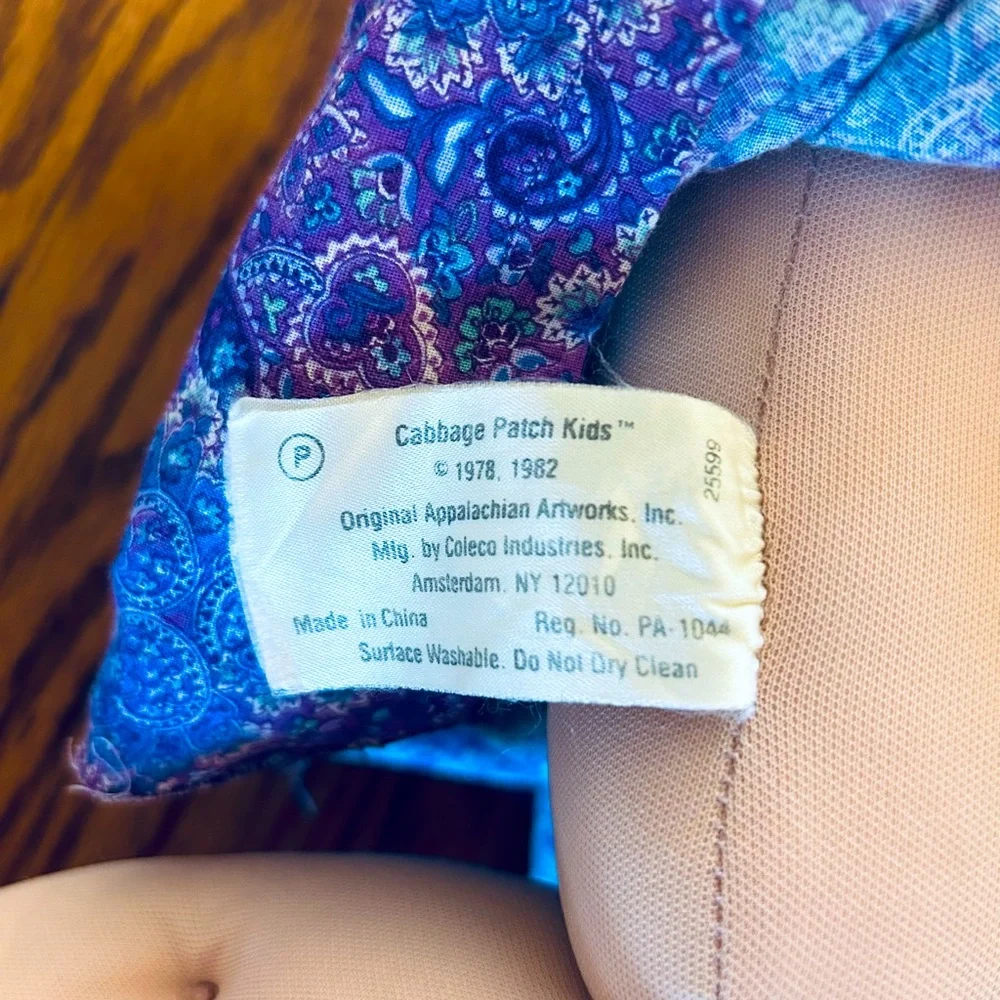 Ⓟ
Cabbage Patch Kids™
© 1978, 1982
Original Appalachian Artworks, Inc.
Mfg. by Coleco Industries, Inc.
Amsterdam, NY 12010
Made in China Reg. No. PA-1044
Surface Washable. Do Not Dry Clean
25599